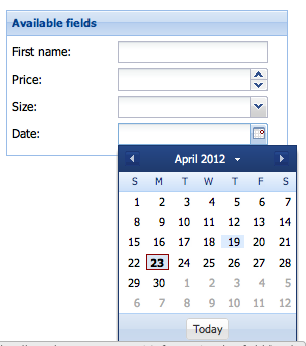 Available fields
First name:
Price:
Size:
Date:
April 2012
S M T W T F S
1 2 3 4 5 6 7
8 9 10 11 12 13 14
15 16 17 18 19 20 21
22 23 24 25 26 27 28
29 30 1 2 3 4 5
6 7 8 9 10 11 12
Today